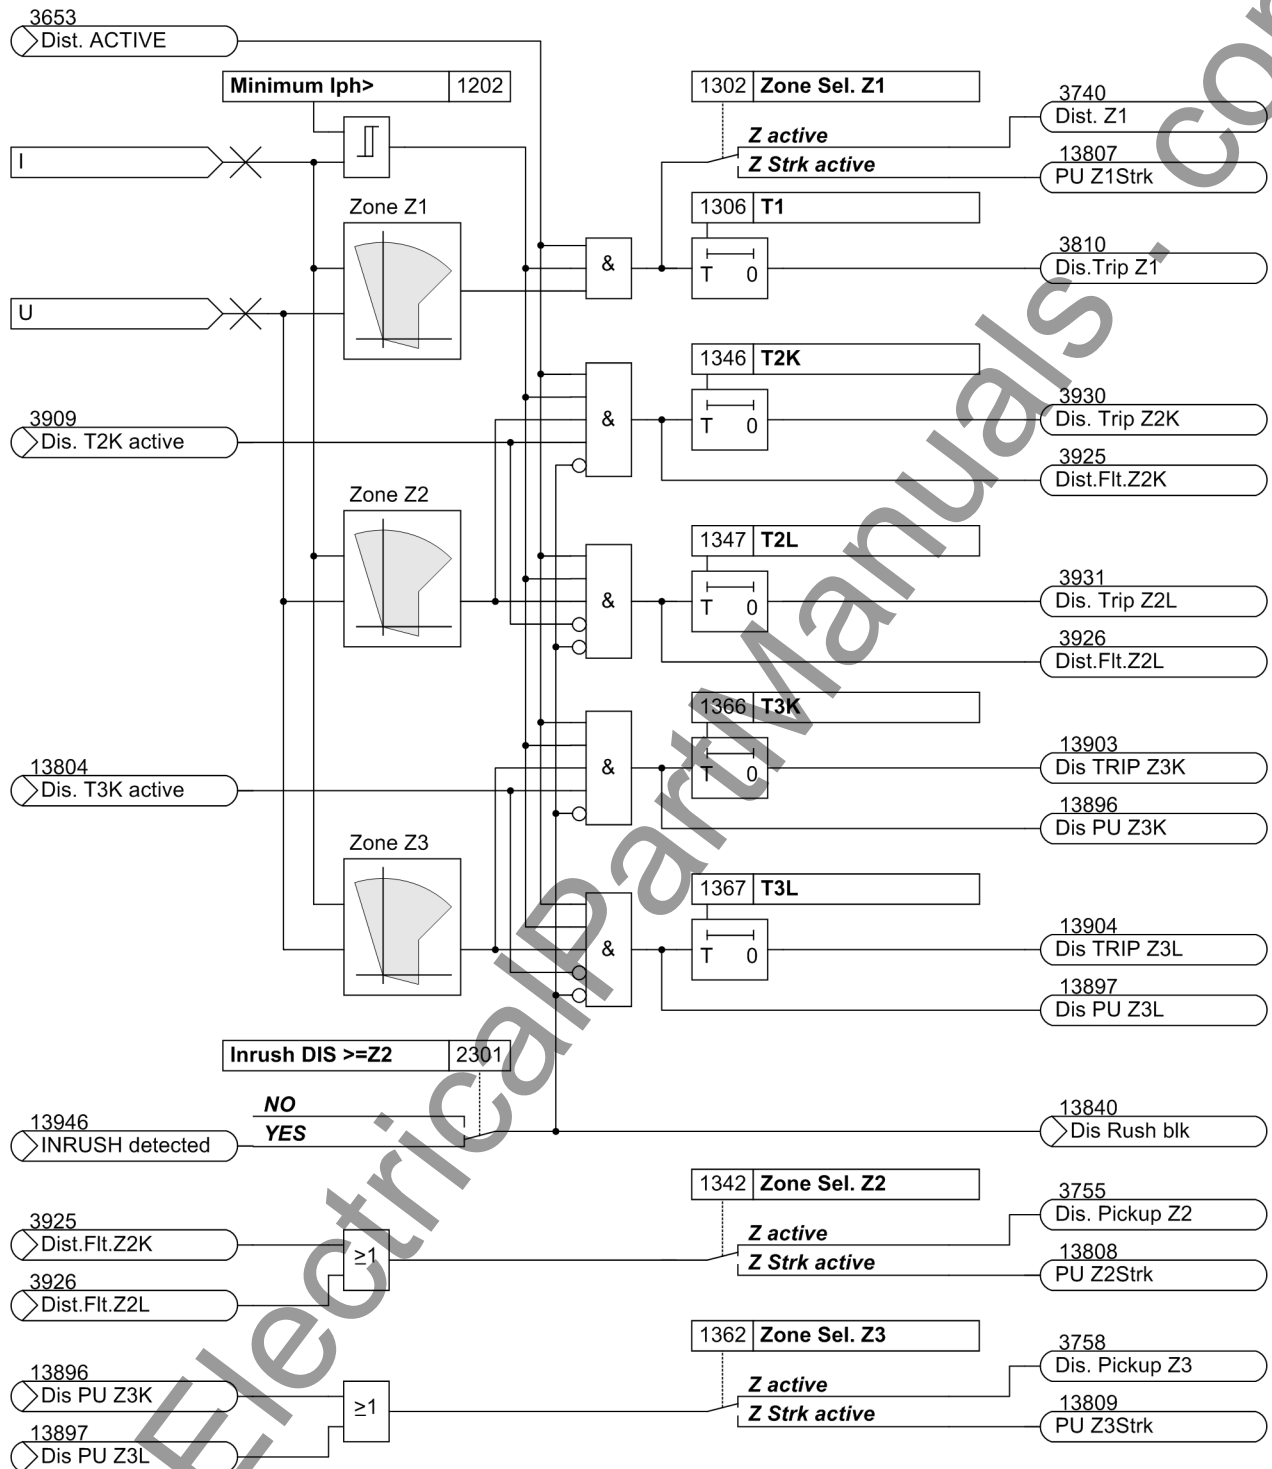 3653
Dist. ACTIVE
Minimum Iph> 1202
1302 Zone Sel. Z1
3740
Dist. Z1
Z active
Z Strk active
13807
PU Z1Strk
I
Zone Z1
1306 T1
&
T 0
3810
Dis.Trip Z1
U
1346 T2K
3909
Dis. T2K active
&
T 0
3930
Dis. Trip Z2K
3925
Dist.Flt.Z2K
Zone Z2
1347 T2L
&
T 0
3931
Dis. Trip Z2L
3926
Dist.Flt.Z2L
1366 T3K
13804
Dis. T3K active
&
T 0
13903
Dis TRIP Z3K
13896
Dis PU Z3K
Zone Z3
1367 T3L
&
T 0
13904
Dis TRIP Z3L
13897
Dis PU Z3L
Inrush DIS >=Z2 2301
NO
YES
13946
INRUSH detected
13840
Dis Rush blk
1342 Zone Sel. Z2
3755
Dis. Pickup Z2
3925
Dist.Flt.Z2K
≥1
Z active
Z Strk active
13808
PU Z2Strk
3926
Dist.Flt.Z2L
1362 Zone Sel. Z3
3758
Dis. Pickup Z3
13896
Dis PU Z3K
≥1
Z active
Z Strk active
13809
PU Z3Strk
13897
Dis PU Z3L
ElectricalPartManuals . com